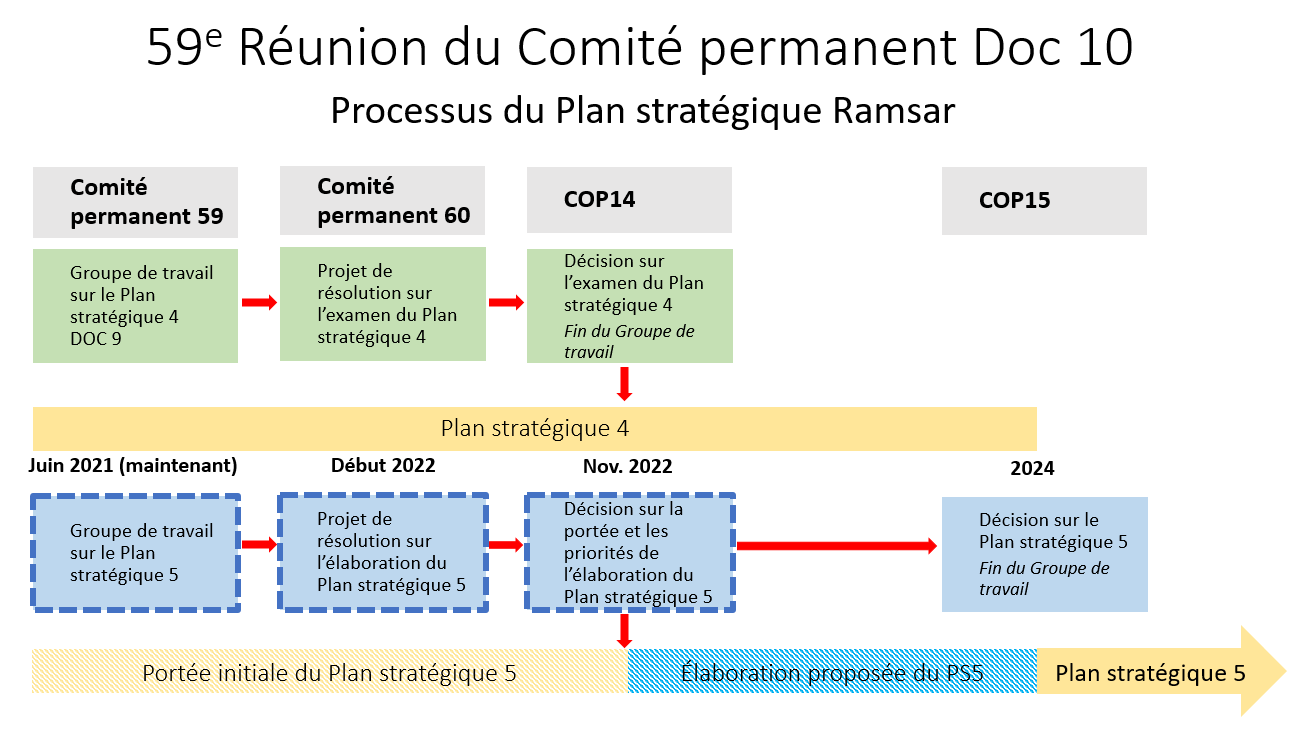 59e Réunion du Comité permanent Doc 10
Processus du Plan stratégique Ramsar
Comité
permanent 59
Comité
permanent 60
COP14
COP15
Groupe de travail
sur le Plan
stratégique 4
DOC 9
Projet de
résolution sur
l’examen du Plan
stratégique 4
Décision sur
l’examen du Plan
stratégique 4
Fin du Groupe de
travail
Plan stratégique 4
Juin 2021 (maintenant)
Début 2022
Nov. 2022
2024
Groupe de travail
sur le Plan
stratégique 5
Projet de
résolution sur
l’élaboration du
Plan stratégique 5
Décision sur la
portée et les
priorités de
l’élaboration du
Plan stratégique 5
Décision sur le
Plan stratégique 5
Fin du Groupe de
travail
Portée initiale du Plan stratégique 5
Élaboration proposée du PS5
Plan stratégique 5